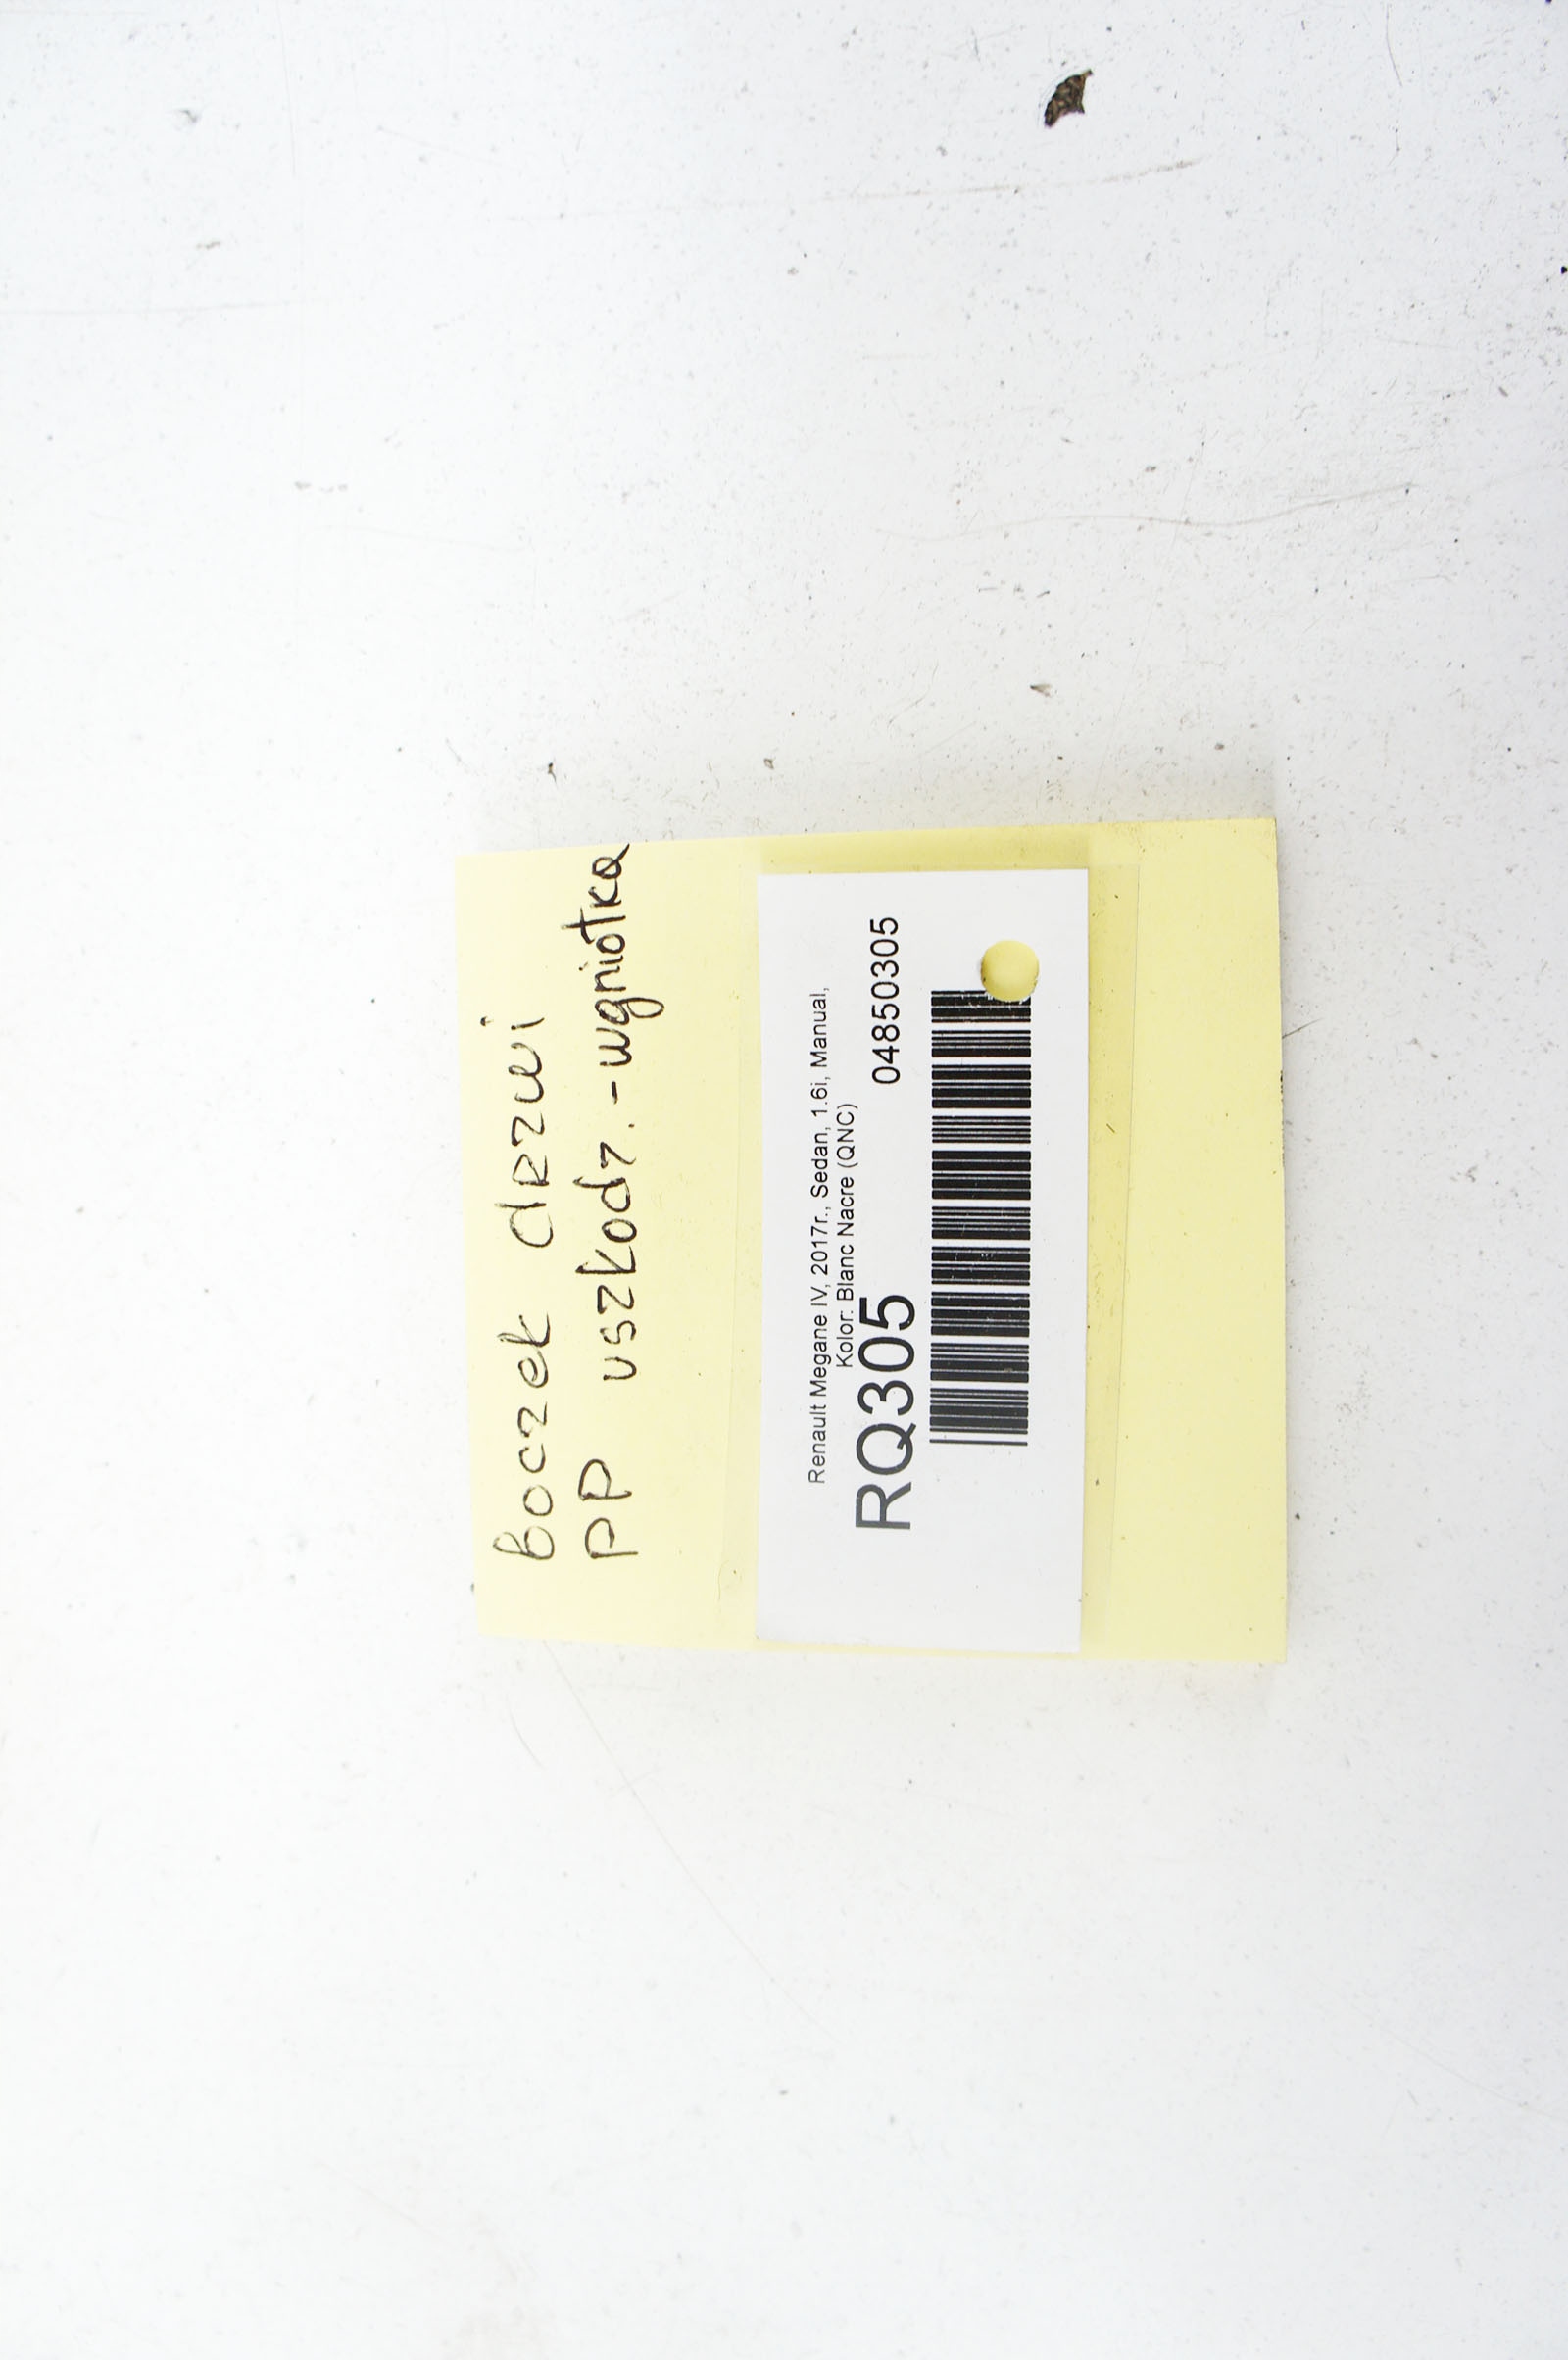 boczek drzwi
PP uszkodz. - wgniotka
Renault Megane IV, 2017r., Sedan, 1.6i, Manual,
Kolor: Blanc Nacre (QNC)
RQ305 04850305